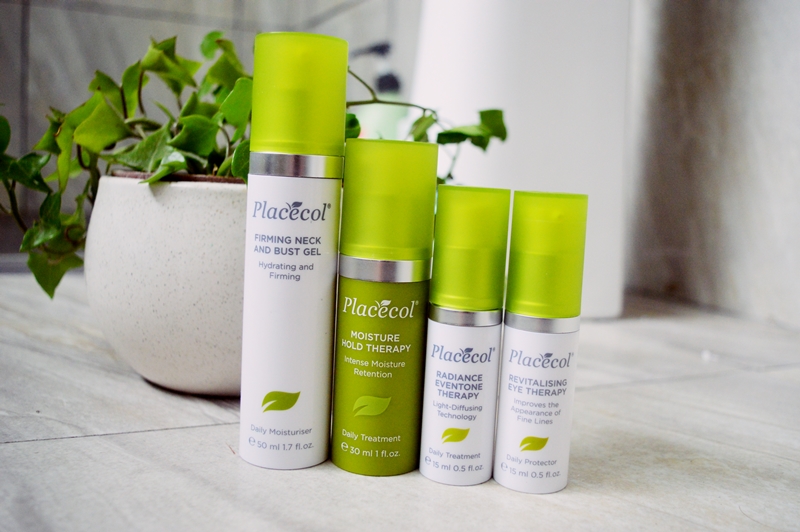 Placecol®
FIRMING NECK
AND BUST GEL
Hydrating and
Firming
Daily Moisturiser
℮ 50 ml 1.7 fl.oz.
Placecol®
MOISTURE
HOLD THERAPY
Intense Moisture
Retention
Daily Treatment
℮ 30 ml 1 fl.oz.
Placecol®
RADIANCE
EVENTONE
THERAPY
Light-Diffusing
Technology
Daily Treatment
℮ 15 ml 0.5 fl.oz.
Placecol®
REVITALISING
EYE THERAPY
Improves the
Appearance of
Fine Lines
Daily Protector
℮ 15 ml 0.5 fl.oz.